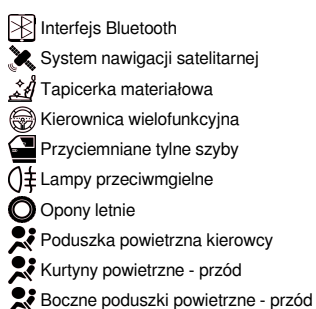 Interfejs Bluetooth
System nawigacji satelitarnej
Tapicerka materiałowa
Kierownica wielofunkcyjna
Przyciemniane tylne szyby
Lampy przeciwmgielne
Opony letnie
Poduszka powietrzna kierowcy
Kurtyny powietrzne - przód
Boczne poduszki powietrzne - przód